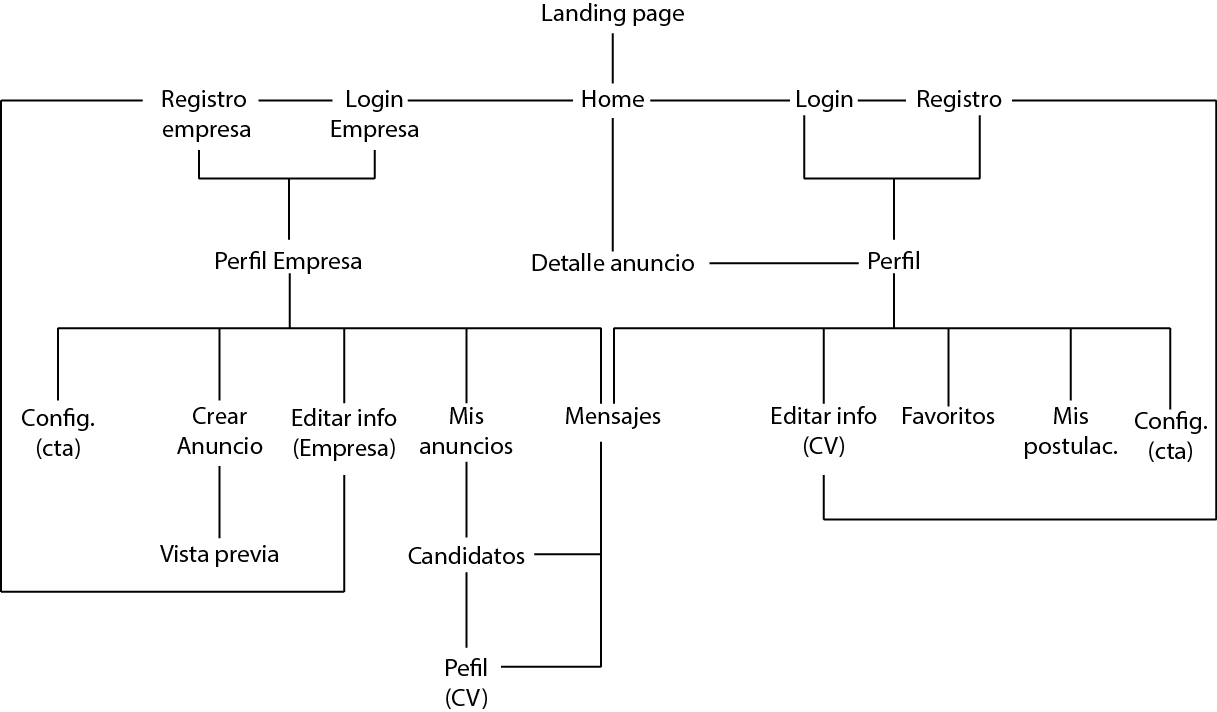 Landing page
Registro
empresa
Login
Empresa
Home
Login
Registro
Perfil Empresa
Detalle anuncio
Perfil
Config.
(cta)
Crear
Anuncio
Editar info
(Empresa)
Mis
anuncios
Mensajes
Editar info
(CV)
Favoritos
Mis
postulac.
Config.
(cta)
Vista previa
Candidatos
Pefil
(CV)